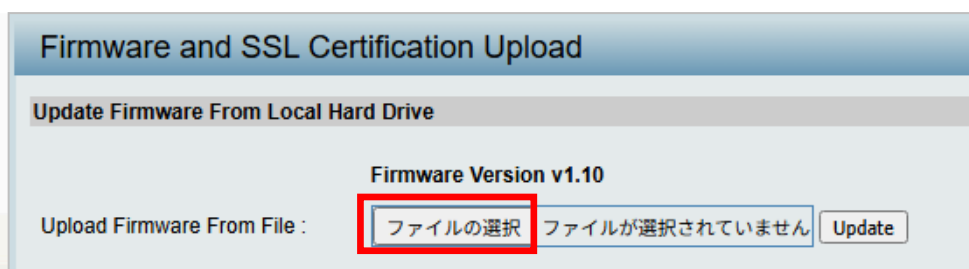 Firmware and SSL Certification Upload
Update Firmware From Local Hard Drive
Firmware Version v1.10
Upload Firmware From File : ファイルの選択 ファイルが選択されていません Update